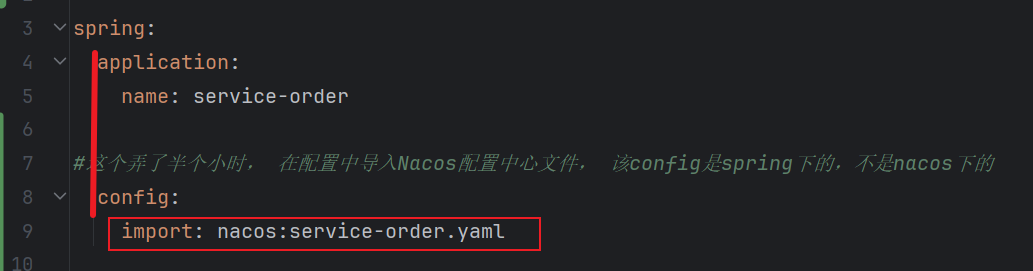 3 spring:
4 application:
5 name: service-order
6
7 #这个弄了半个小时， 在配置中导入Nacos配置中心文件， 该config是spring下的，不是nacos下的
8 config:
9 import: nacos:service-order.yaml
10